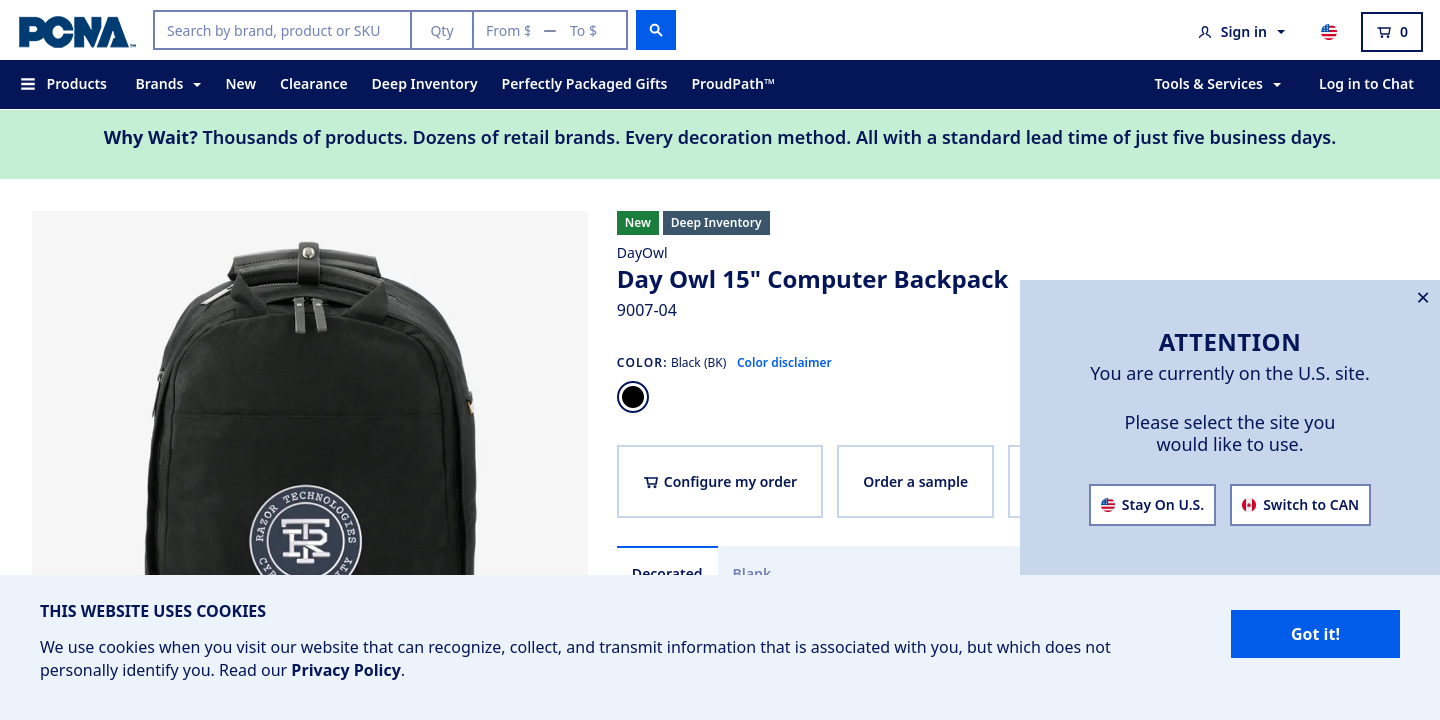 PCNA™
Search by brand, product or SKU
Qty
From $ — To $
Sign in
0
Products
Brands
New
Clearance
Deep Inventory
Perfectly Packaged Gifts
ProudPath™
Tools & Services
Log in to Chat
Why Wait? Thousands of products. Dozens of retail brands. Every decoration method. All with a standard lead time of just five business days.
New
Deep Inventory
DayOwl
Day Owl 15" Computer Backpack
9007-04
COLOR: Black (BK) Color disclaimer
Configure my order
Order a sample
Decorated
Blank
RAZOR TECHNOLOGIES
TR
ATTENTION
You are currently on the U.S. site.
Please select the site you
would like to use.
Stay On U.S.
Switch to CAN
THIS WEBSITE USES COOKIES
We use cookies when you visit our website that can recognize, collect, and transmit information that is associated with you, but which does not
personally identify you. Read our Privacy Policy.
Got it!